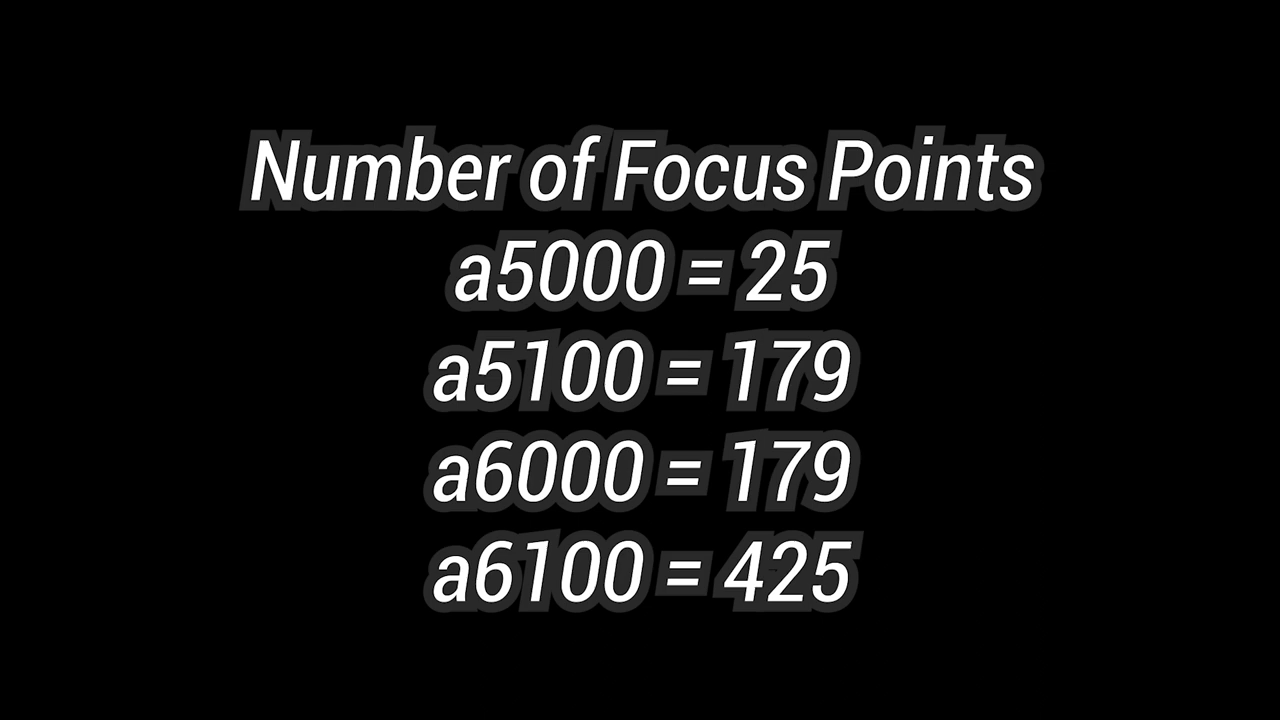 Number of Focus Points
a5000 = 25
a5100 = 179
a6000 = 179
a6100 = 425